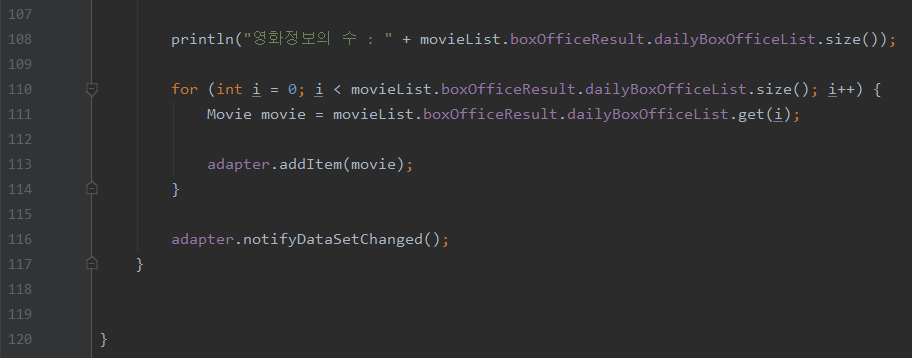 107
108 println("영화정보의 수 : " + movieList.boxOfficeResult.dailyBoxOfficeList.size());
109
110 for (int i = 0; i < movieList.boxOfficeResult.dailyBoxOfficeList.size(); i++) {
111 Movie movie = movieList.boxOfficeResult.dailyBoxOfficeList.get(i);
112
113 adapter.addItem(movie);
114 }
115
116 adapter.notifyDataSetChanged();
117 }
118
119
120 }